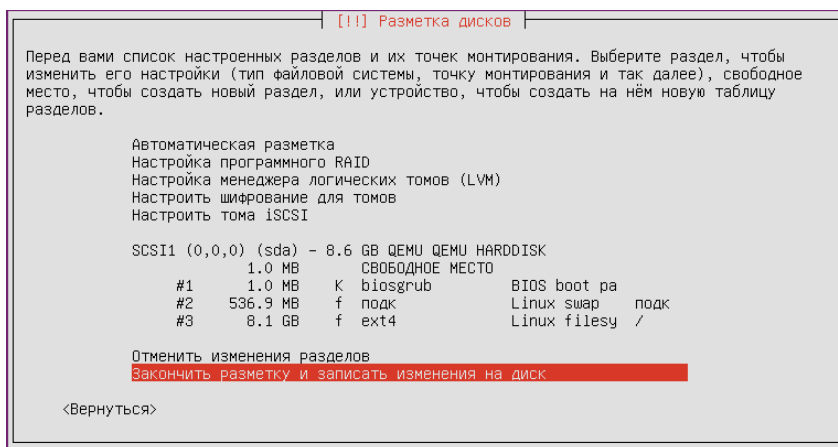 [!!] Разметка дисков
Перед вами список настроенных разделов и их точек монтирования. Выберите раздел, чтобы
изменить его настройки (тип файловой системы, точку монтирования и так далее), свободное
место, чтобы создать новый раздел, или устройство, чтобы создать на нём новую таблицу
разделов.
Автоматическая разметка
Настройка программного RAID
Настройка менеджера логических томов (LVM)
Настроить шифрование для томов
Настроить тома iSCSI
SCSI1 (0,0,0) (sda) - 8.6 GB QEMU QEMU HARDDISK
1.0 MB СВОБОДНОЕ МЕСТО
#1 1.0 MB K biosgrub BIOS boot pa
#2 536.9 MB f подк Linux swap подк
#3 8.1 GB f ext4 Linux filesy /
Отменить изменения разделов
Закончить разметку и записать изменения на диск
<Вернуться>